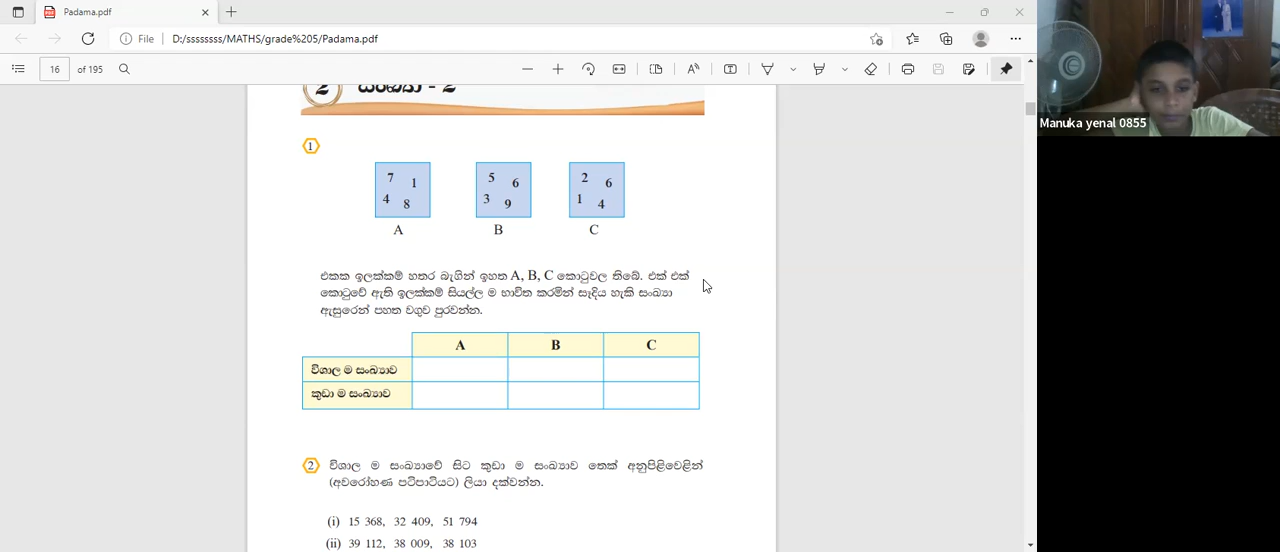 Padama.pdf
File D:/ssssssss/MATHS/grade%205/Padama.pdf
16 of 195
Manuka yenal 0855
2 සංඛ්‍යා - 2
1
7 1 5 6 2 6
4 8 3 9 1 4
A B C
එකක ඉලක්කම් හතර බැගින් ඉහත A, B, C කොටුවල තිබේ. එක් එක්
කොටුවේ ඇති ඉලක්කම් සියල්ල ම භාවිත කරමින් සෑදිය හැකි සංඛ්‍යා
ඇසුරෙන් පහත වගුව පුරවන්න.
A B C
විශාල ම සංඛ්‍යාව
කුඩා ම සංඛ්‍යාව
2 විශාල ම සංඛ්‍යාවේ සිට කුඩා ම සංඛ්‍යාව තෙක් අනුපිළිවෙළින්
(අවරෝහණ පටිපාටියට) ලියා දක්වන්න.
(i) 15 368, 32 409, 51 794
(ii) 39 112, 38 009, 38 103